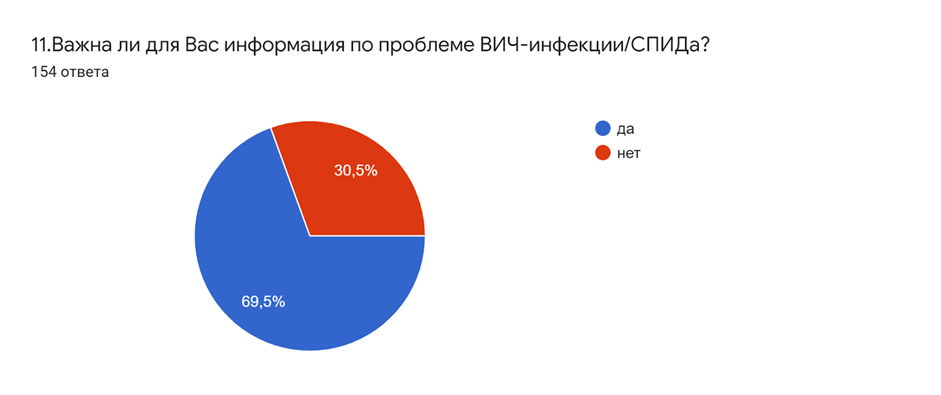 11.Важна ли для Вас информация по проблеме ВИЧ-инфекции/СПИДа?
154 ответа
да
нет
30,5%
69,5%